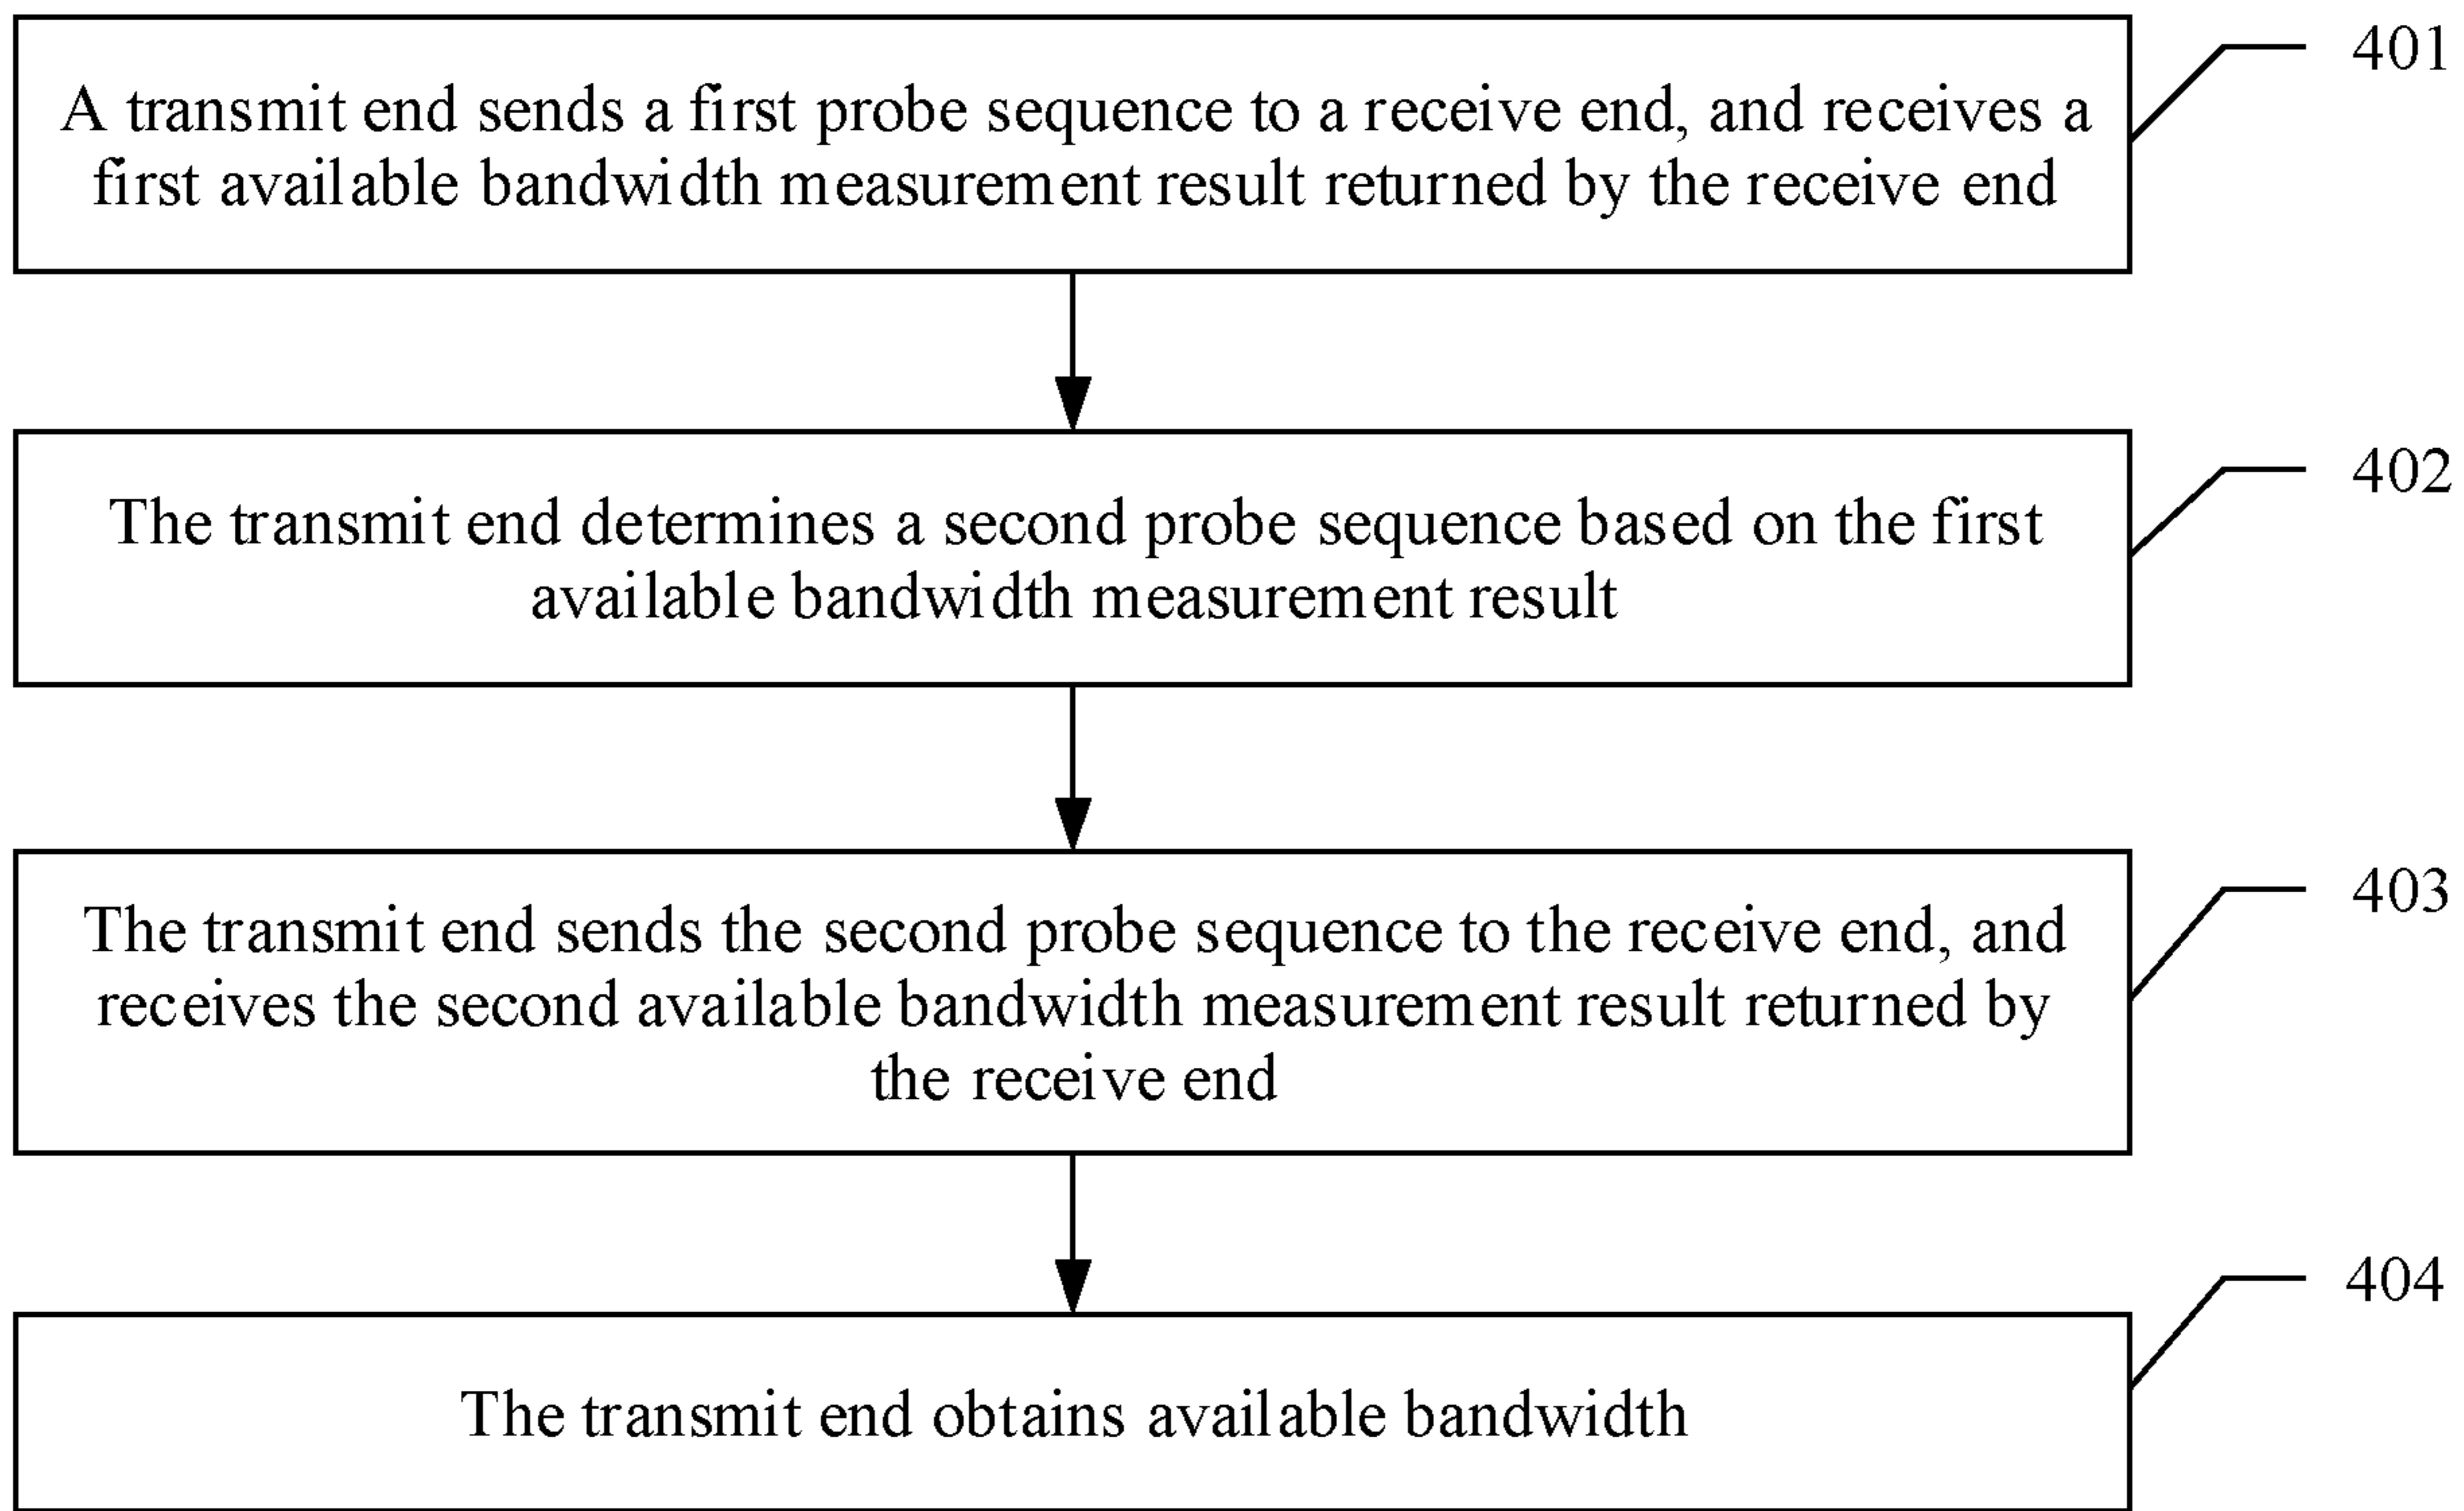 401
A transmit end sends a first probe sequence to a receive end, and receives a
first available bandwidth measurement result returned by the receive end
402
The transmit end determines a second probe sequence based on the first
available bandwidth measurement result
403
The transmit end sends the second probe sequence to the receive end, and
receives the second available bandwidth measurement result returned by
the receive end
404
The transmit end obtains available bandwidth